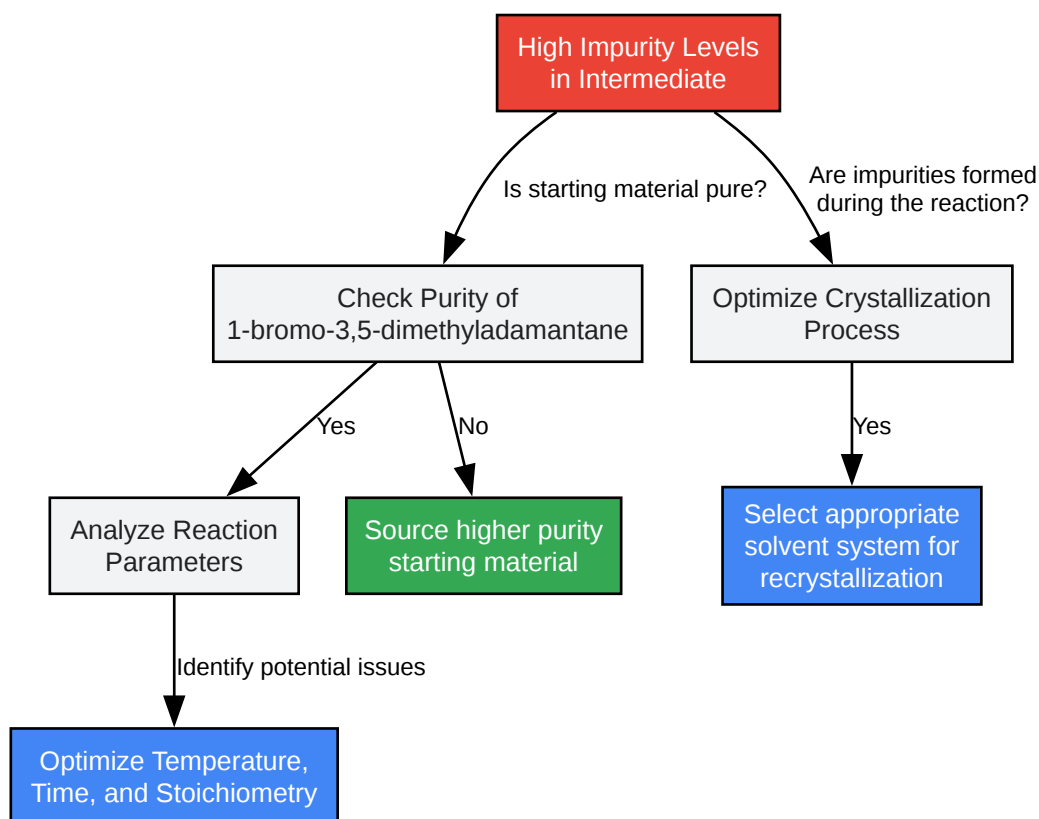 High Impurity Levels
in Intermediate
Is starting material pure?
Are impurities formed
during the reaction?
Check Purity of
1-bromo-3,5-dimethyladamantane
Optimize Crystallization
Process
Yes
No
Yes
Analyze Reaction
Parameters
Source higher purity
starting material
Select appropriate
solvent system for
recrystallization
Identify potential issues
Optimize Temperature,
Time, and Stoichiometry